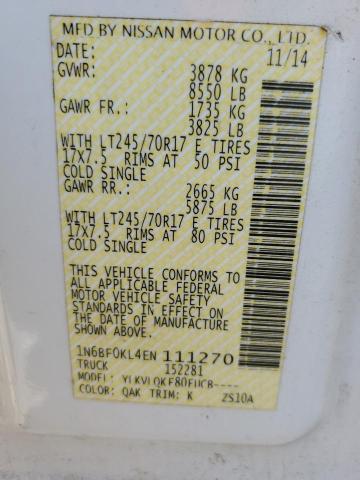 MFD BY NISSAN MOTOR CO., LTD.
DATE: 11/14
GVWR: 3878 KG
8550 LB
GAWR FR.: 1735 KG
3825 LB
WITH LT245/70R17 E TIRES
17X7.5 RIMS AT 50 PSI
COLD SINGLE
GAWR RR.: 2665 KG
5875 LB
WITH LT245/70R17 E TIRES
17X7.5 RIMS AT 80 PSI
COLD SINGLE
THIS VEHICLE CONFORMS TO
ALL APPLICABLE FEDERAL
MOTOR VEHICLE SAFETY
STANDARDS IN EFFECT ON
THE DATE OF MANUFACTURE
SHOWN ABOVE.
1N6BF0KL4EN 111270
TRUCK 152281
MODEL:
COLOR: QAK TRIM: K 2S10A